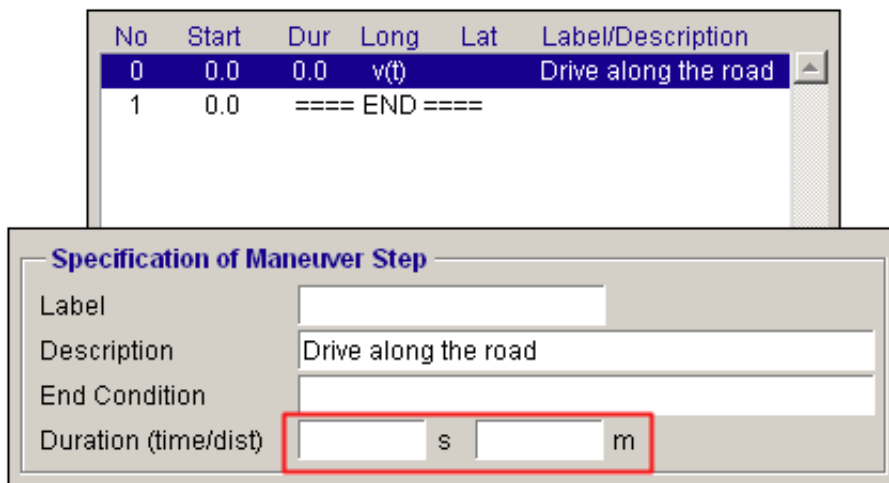 No Start Dur Long Lat Label/Description
0 0.0 0.0 v(t) Drive along the road
1 0.0 ==== END ====
Specification of Maneuver Step
Label
Description Drive along the road
End Condition
Duration (time/dist) s m